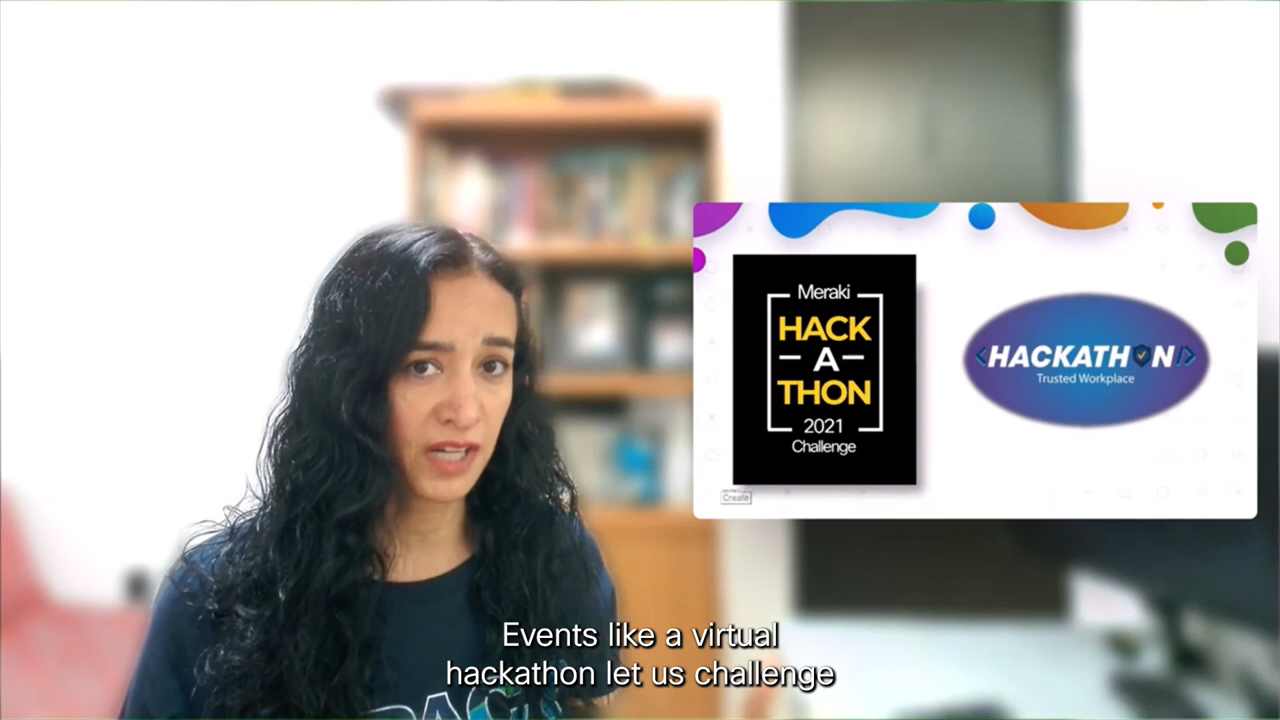 Meraki
HACK
A
THON
2021
Challenge
<HACKATHON/>
Trusted Workplace
Create
Events like a virtual
hackathon let us challenge